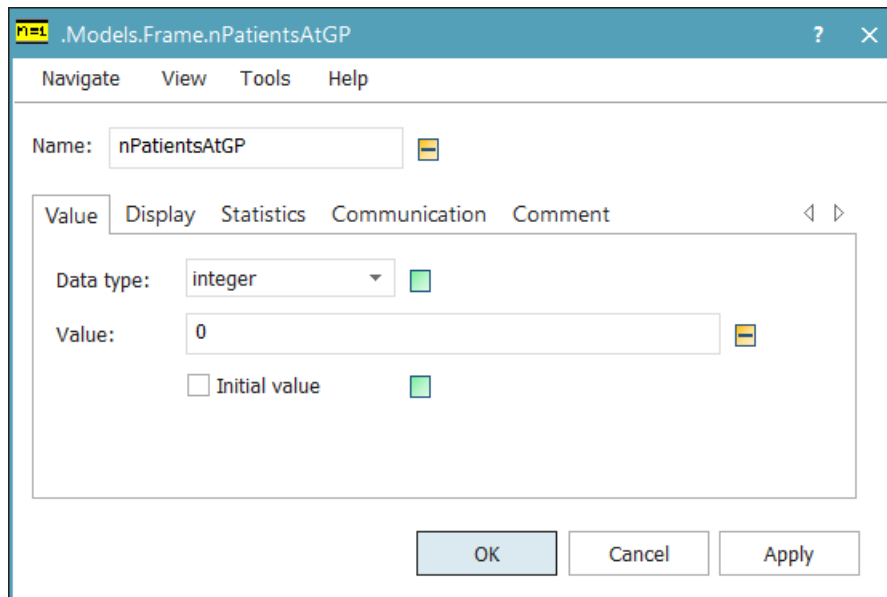 n=1 .Models.Frame.nPatientsAtGP ? ×
Navigate View Tools Help
Name: nPatientsAtGP
Value Display Statistics Communication Comment
Data type: integer
Value: 0
Initial value
OK Cancel Apply